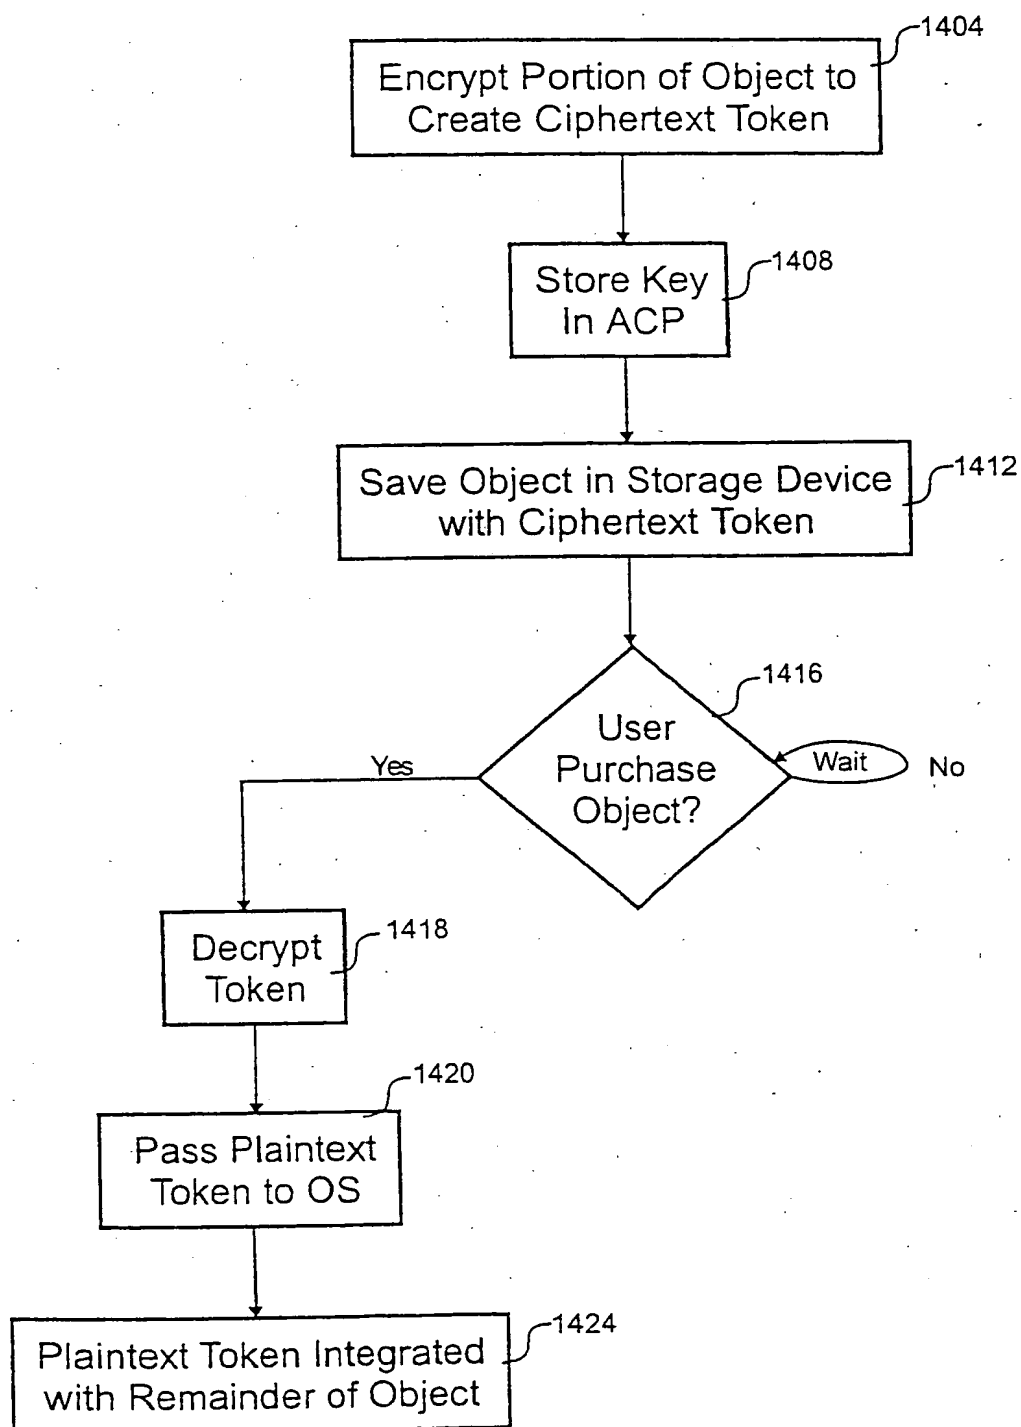 1404
Encrypt Portion of Object to
Create Ciphertext Token
1408
Store Key
In ACP
1412
Save Object in Storage Device
with Ciphertext Token
1416
User
Purchase
Object?
Yes
Wait
No
1418
Decrypt
Token
1420
Pass Plaintext
Token to OS
1424
Plaintext Token Integrated
with Remainder of Object